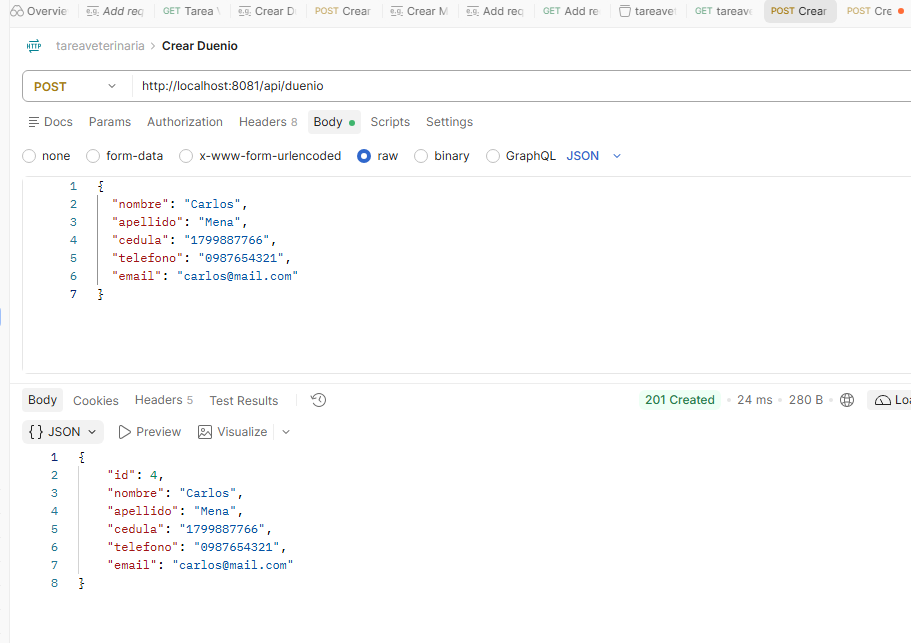 Overvie Add req GET Tarea POST Crear Crear M Add req GET Add re tareavet GET tareav POST Crear POST Cre
HTTP tareaveterinaria > Crear Duenio
POST http://localhost:8081/api/duenio
Docs Params Authorization Headers 8 Body Scripts Settings
none form-data x-www-form-urlencoded raw binary GraphQL JSON
1 {
2 "nombre": "Carlos",
3 "apellido": "Mena",
4 "cedula": "1799887766",
5 "telefono": "0987654321",
6 "email": "carlos@mail.com"
7 }
Body Cookies Headers 5 Test Results 201 Created • 24 ms • 280 B •
{} JSON Preview Visualize
1 {
2 "id": 4,
3 "nombre": "Carlos",
4 "apellido": "Mena",
5 "cedula": "1799887766",
6 "telefono": "0987654321",
7 "email": "carlos@mail.com"
8 }